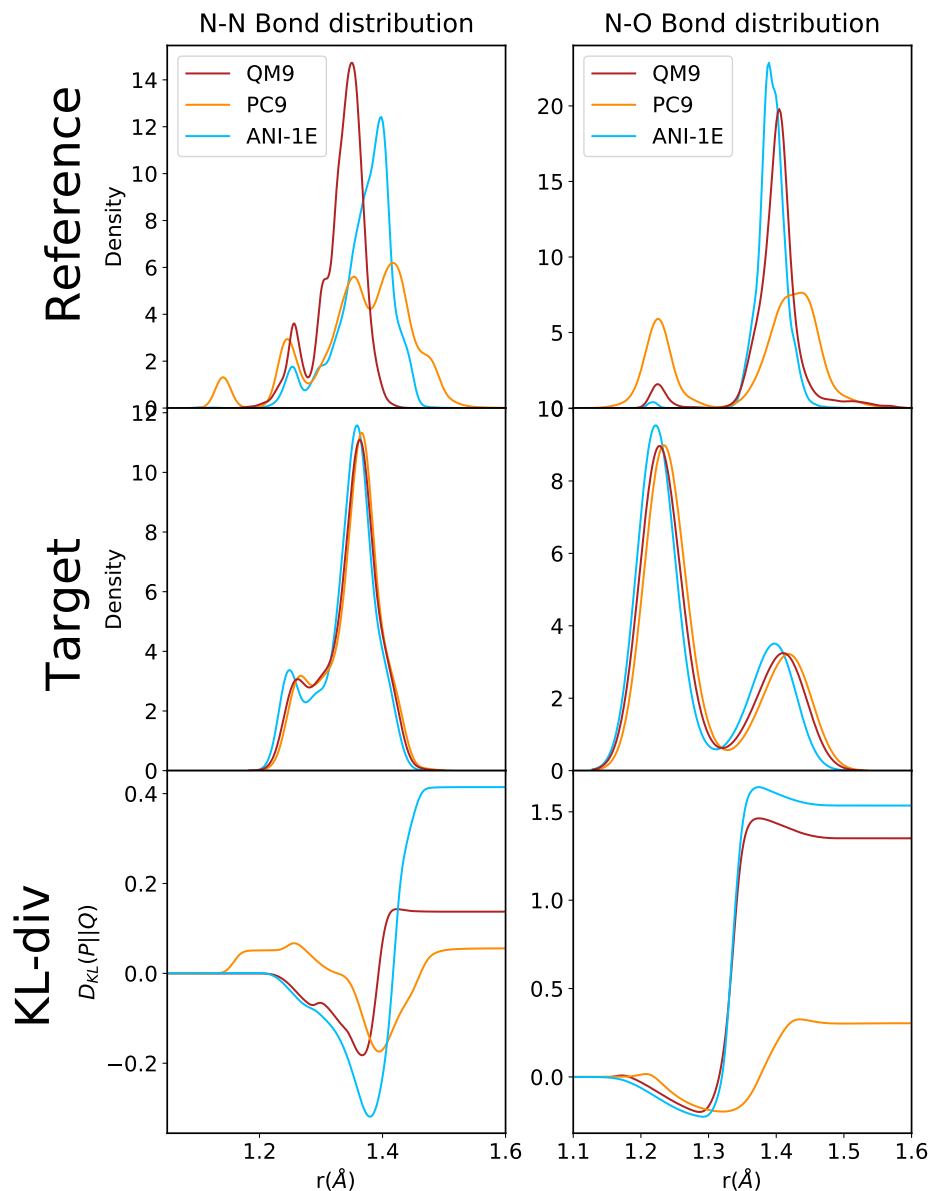 N-N Bond distribution
N-O Bond distribution
Reference
Density
14
12
10
8
6
4
2
0
QM9
PC9
ANI-1E
20
15
10
5
0
QM9
PC9
ANI-1E
Target
Density
12
10
8
6
4
2
0
10
8
6
4
2
0
KL-div
D_{KL}(P||Q)
0.4
0.2
0.0
−0.2
1.2
1.4
1.6
r(Å)
1.5
1.0
0.5
0.0
1.1
1.2
1.3
1.4
1.5
1.6
r(Å)